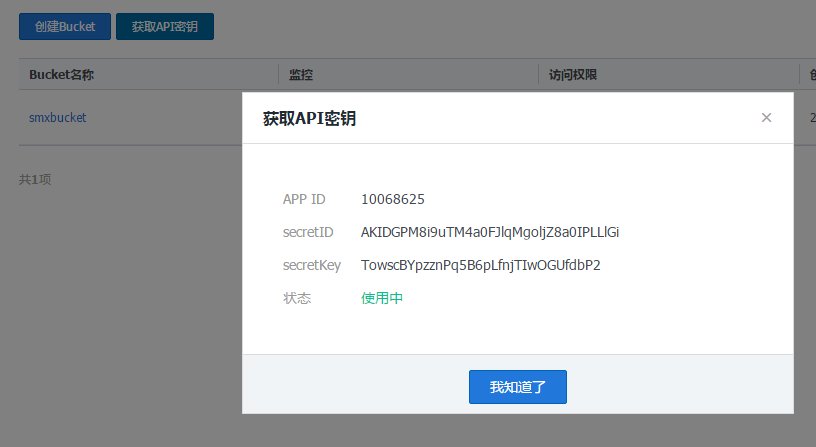 创建Bucket 获取API密钥
Bucket名称 监控 访问权限
smxbucket
共1项
获取API密钥 ×
APP ID 10068625
secretID AKIDGPM8i9uTM4a0FJlqMgoljZ8a0IPLLlGi
secretKey TowscBYpzznPq5B6pLfnjTIwOGUfdbP2
状态 使用中
我知道了